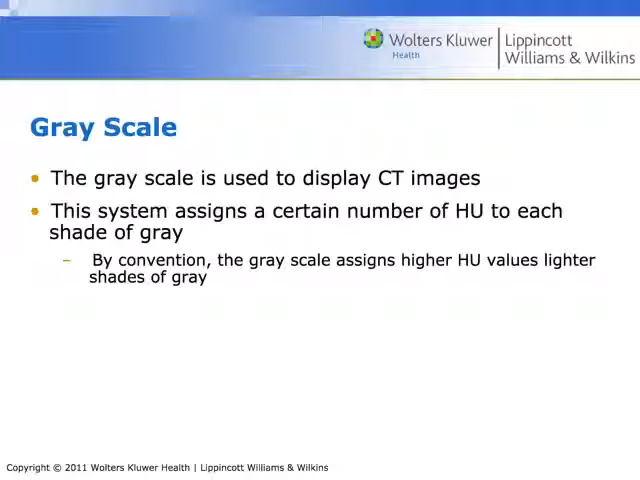 Wolters Kluwer
Health
Lippincott
Williams & Wilkins
Gray Scale
• The gray scale is used to display CT images
• This system assigns a certain number of HU to each
shade of gray
– By convention, the gray scale assigns higher HU values lighter
shades of gray
Copyright © 2011 Wolters Kluwer Health | Lippincott Williams & Wilkins